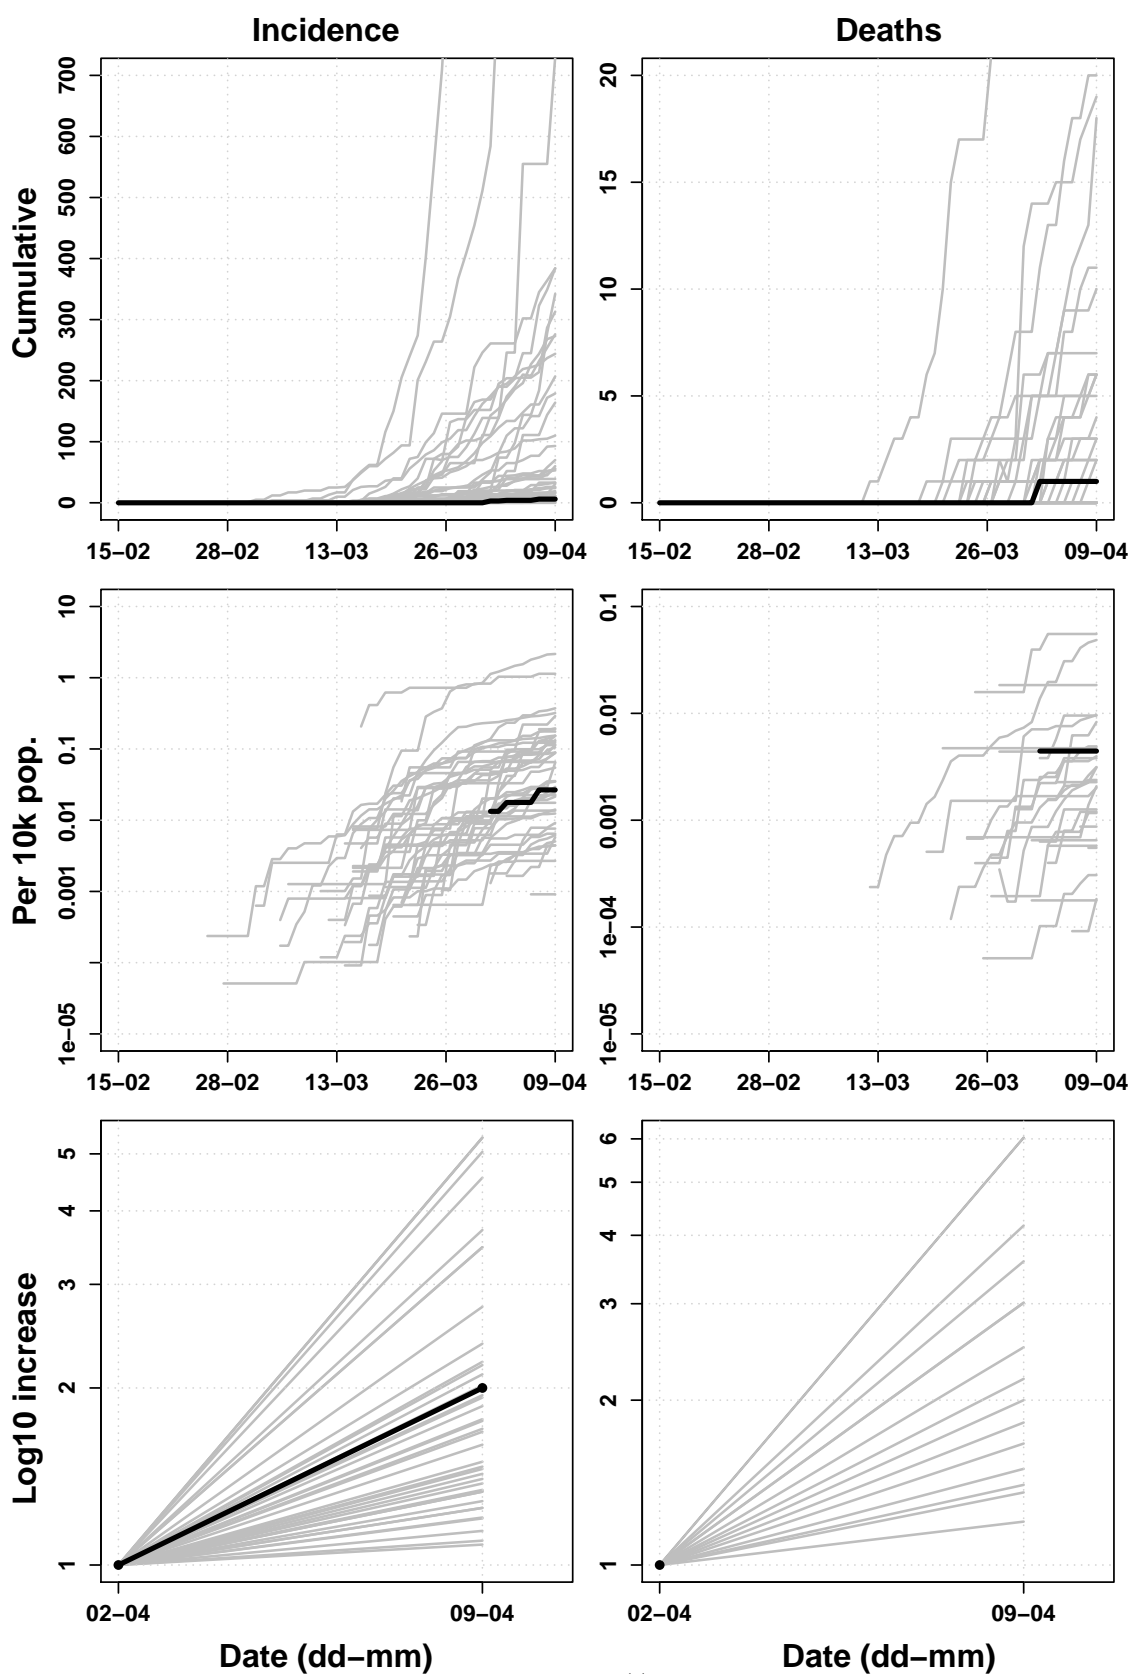 Incidence
Deaths
Cumulative
0 100 200 300 400 500 600 700
15−02 28−02 13−03 26−03 09−04
0 5 10 15 20
15−02 28−02 13−03 26−03 09−04
Per 10k pop.
1e−05 0.001 0.01 0.1 1 10
15−02 28−02 13−03 26−03 09−04
1e−05 1e−04 0.001 0.01 0.1
15−02 28−02 13−03 26−03 09−04
Log10 increase
1 2 3 4 5
02−04 09−04
Date (dd−mm)
1 2 3 4 5 6
02−04 09−04
Date (dd−mm)